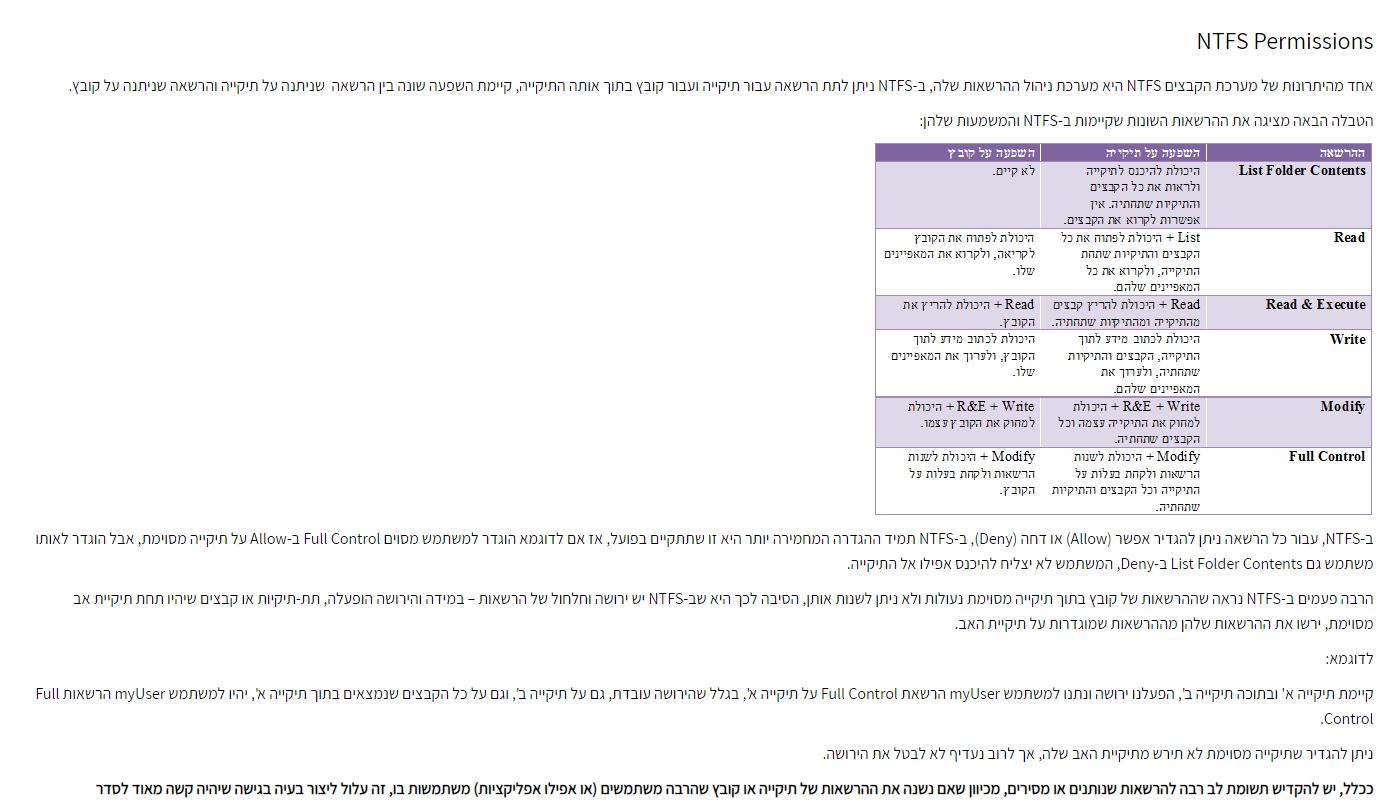 NTFS Permissions
אחד מהיתרונות של מערכת הקבצים NTFS היא מערכת ניהול ההרשאות שלה, ב-NTFS ניתן לתת הרשאה עבור תיקייה ועבור קובץ בתוך אותה התיקייה, קיימת השפעה שונה בין הרשאה שניתנה על תיקייה והרשאה שניתנה על קובץ.
הטבלה הבאה מציגה את ההרשאות השונות שקיימות ב-NTFS והמשמעות שלהן:
ההרשאה השפעה על תיקייה השפעה על קובץ
List Folder Contents
היכולת להיכנס לתיקייה
ולראות את כל הקבצים
והתיקיות שתחתיה. אין
אפשרות לקרוא את הקבצים.
לא קיים.
Read
List + היכולת לפתוח את כל
הקבצים והתיקיות שתחת
התיקייה, ולקרוא את כל
המאפיינים שלהם.
היכולת לפתוח את הקובץ
לקריאה, ולקרוא את המאפיינים
שלו.
Read & Execute
Read + היכולת להריץ קבצים
מהתיקייה ומהתיקיות שתחתיה.
Read + היכולת להריץ את
הקובץ.
Write
היכולת לכתוב מידע לתוך
התיקייה, הקבצים והתיקיות
שתחתיה, ולערוך את
המאפיינים שלהם.
היכולת לכתוב מידע לתוך
הקובץ, ולערוך את המאפיינים
שלו.
Modify
R&E + Write + היכולת
למחוק את התיקייה עצמה וכל
הקבצים שתחתיה.
R&E + Write + היכולת
למחוק את הקובץ עצמו.
Full Control
Modify + היכולת לשנות
הרשאות ולקחת בעלות על
התיקייה וכל הקבצים והתיקיות
שתחתיה.
Modify + היכולת לשנות
הרשאות ולקחת בעלות על
הקובץ.
ב-NTFS, עבור כל הרשאה ניתן להגדיר אפשר (Allow) או דחה (Deny), ב-NTFS תמיד ההגדרה המחמירה יותר היא זו שתתקיים בפועל, אז אם לדוגמא הוגדר למשתמש מסוים Full Control ב-Allow על תיקייה מסוימת, אבל הוגדר לאותו
משתמש גם List Folder Contents ב-Deny, המשתמש לא יצליח להיכנס אפילו אל התיקייה.
הרבה פעמים ב-NTFS נראה שההרשאות של קובץ בתוך תיקייה מסוימת נעולות ולא ניתן לשנות אותן, הסיבה לכך היא שב-NTFS יש ירושה וחלחול של הרשאות – במידה והירושה הופעלה, תת-תיקיות או קבצים שיהיו תחת תיקיית אב
מסוימת, ירשו את ההרשאות שלהן מההרשאות שמוגדרות על תיקיית האב.
לדוגמא:
קיימת תיקייה א' ובתוכה תיקייה ב', הפעלנו ירושה ונתנו למשתמש myUser הרשאת Full Control על תיקייה א', בגלל שהירושה עובדת, גם על תיקייה ב', וגם על כל הקבצים שנמצאים בתוך תיקייה א', יהיו למשתמש myUser הרשאות Full
Control.
ניתן להגדיר שתיקייה מסוימת לא תירש מתיקיית האב שלה, אך לרוב נעדיף לא לבטל את הירושה.
ככלל, יש להקדיש תשומת לב רבה להרשאות שנותנים או מסירים, מכיוון שאם נשנה את ההרשאות של תיקייה או קובץ שהרבה משתמשים (או אפילו אפליקציות) משתמשות בו, זה עלול ליצור בעיה בגישה שיהיה קשה מאוד לסדר